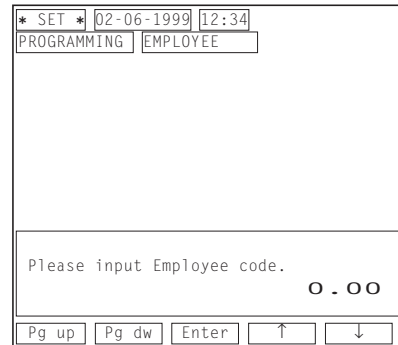 * SET * 02-06-1999 12:34
PROGRAMMING EMPLOYEE
Please input Employee code.
0.00
Pg up Pg dw Enter ↑ ↓